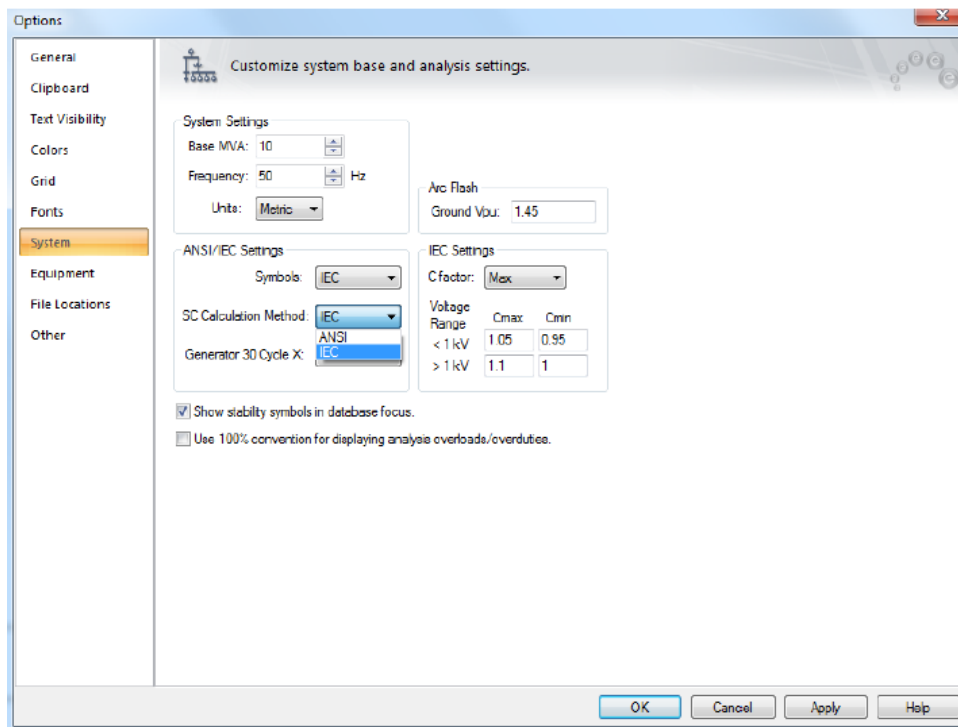 Options
General
Clipboard
Text Visibility
Colors
Grid
Fonts
System
Equipment
File Locations
Other
Customize system base and analysis settings.
System Settings
Base MVA: 10
Frequency: 50 Hz
Units: Metric
Arc Flash
Ground Vpu: 1.45
ANSI/IEC Settings
Symbols: IEC
SC Calculation Method: IEC
ANSI
IEC
Generator 30 Cycle X:
IEC Settings
C factor: Max
Voltage Range Cmax Cmin
< 1 kV 1.05 0.95
> 1 kV 1.1 1
Show stability symbols in database focus.
Use 100% convention for displaying analysis overloads/overduties.
OK Cancel Apply Help